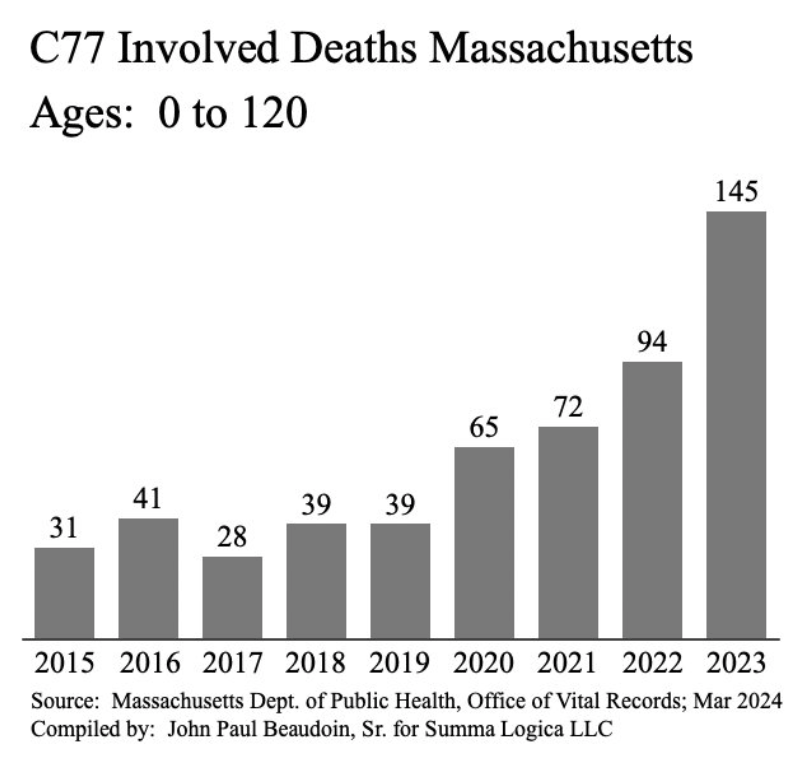 C77 Involved Deaths Massachusetts
Ages: 0 to 120
145
94
72
65
41
39
39
31
28
2015 2016 2017 2018 2019 2020 2021 2022 2023
Source: Massachusetts Dept. of Public Health, Office of Vital Records; Mar 2024
Compiled by: John Paul Beaudoin, Sr. for Summa Logica LLC